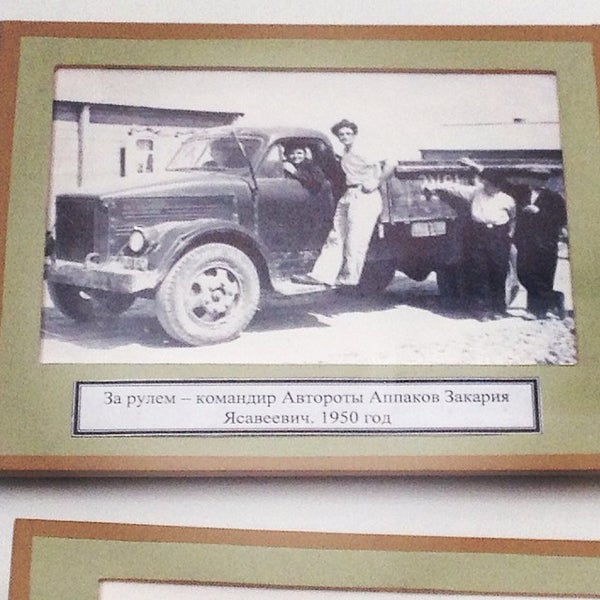 За рулем – командир Автороты Аппаков Закария
Ясавеевич. 1950 год